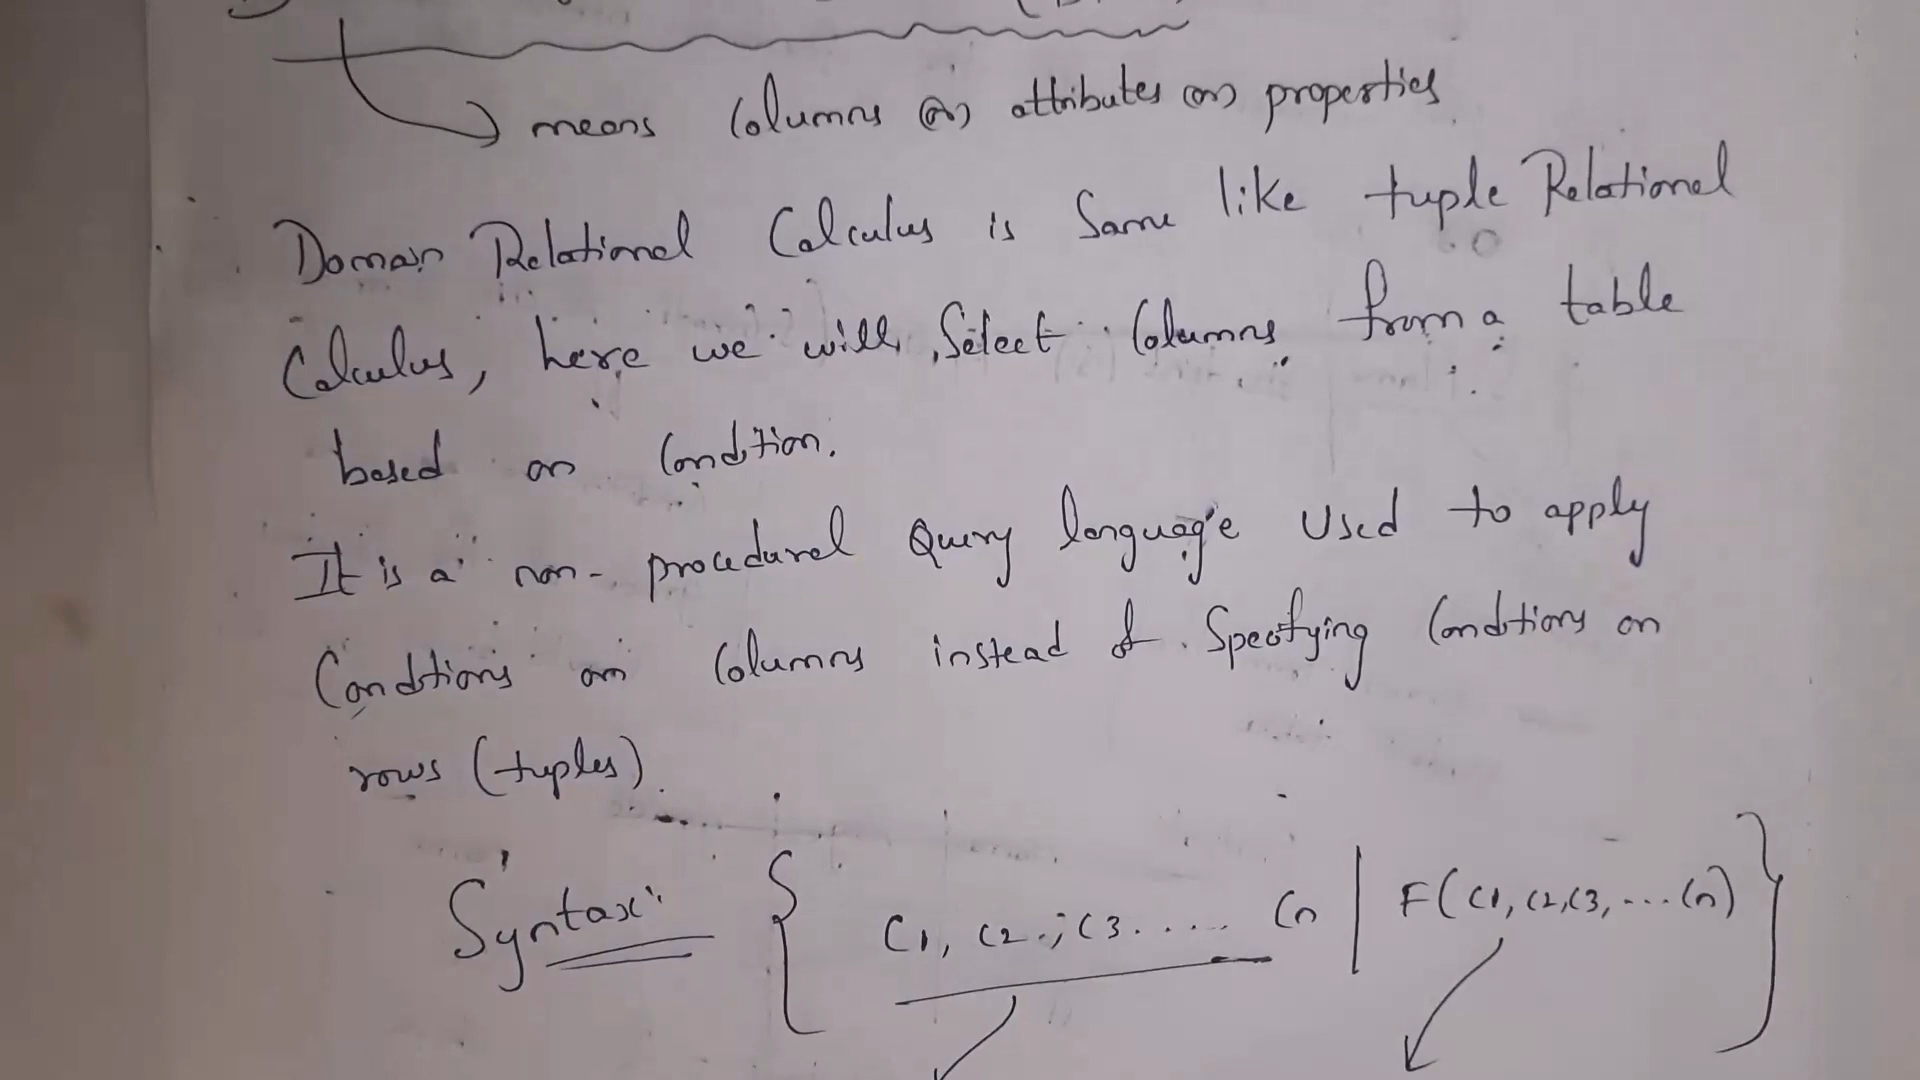 means columns (or) attributes (or) properties
Domain Relational Calculus is Same like tuple Relational
Calculus, here we will select columns from a table
based on condition.
It is a non-procedural Query language used to apply
Conditions on columns instead of Specifying Conditions on
rows (tuples).
Syntax: { C1, C2, C3..... Cn | F(C1, C2, C3, ... Cn) }